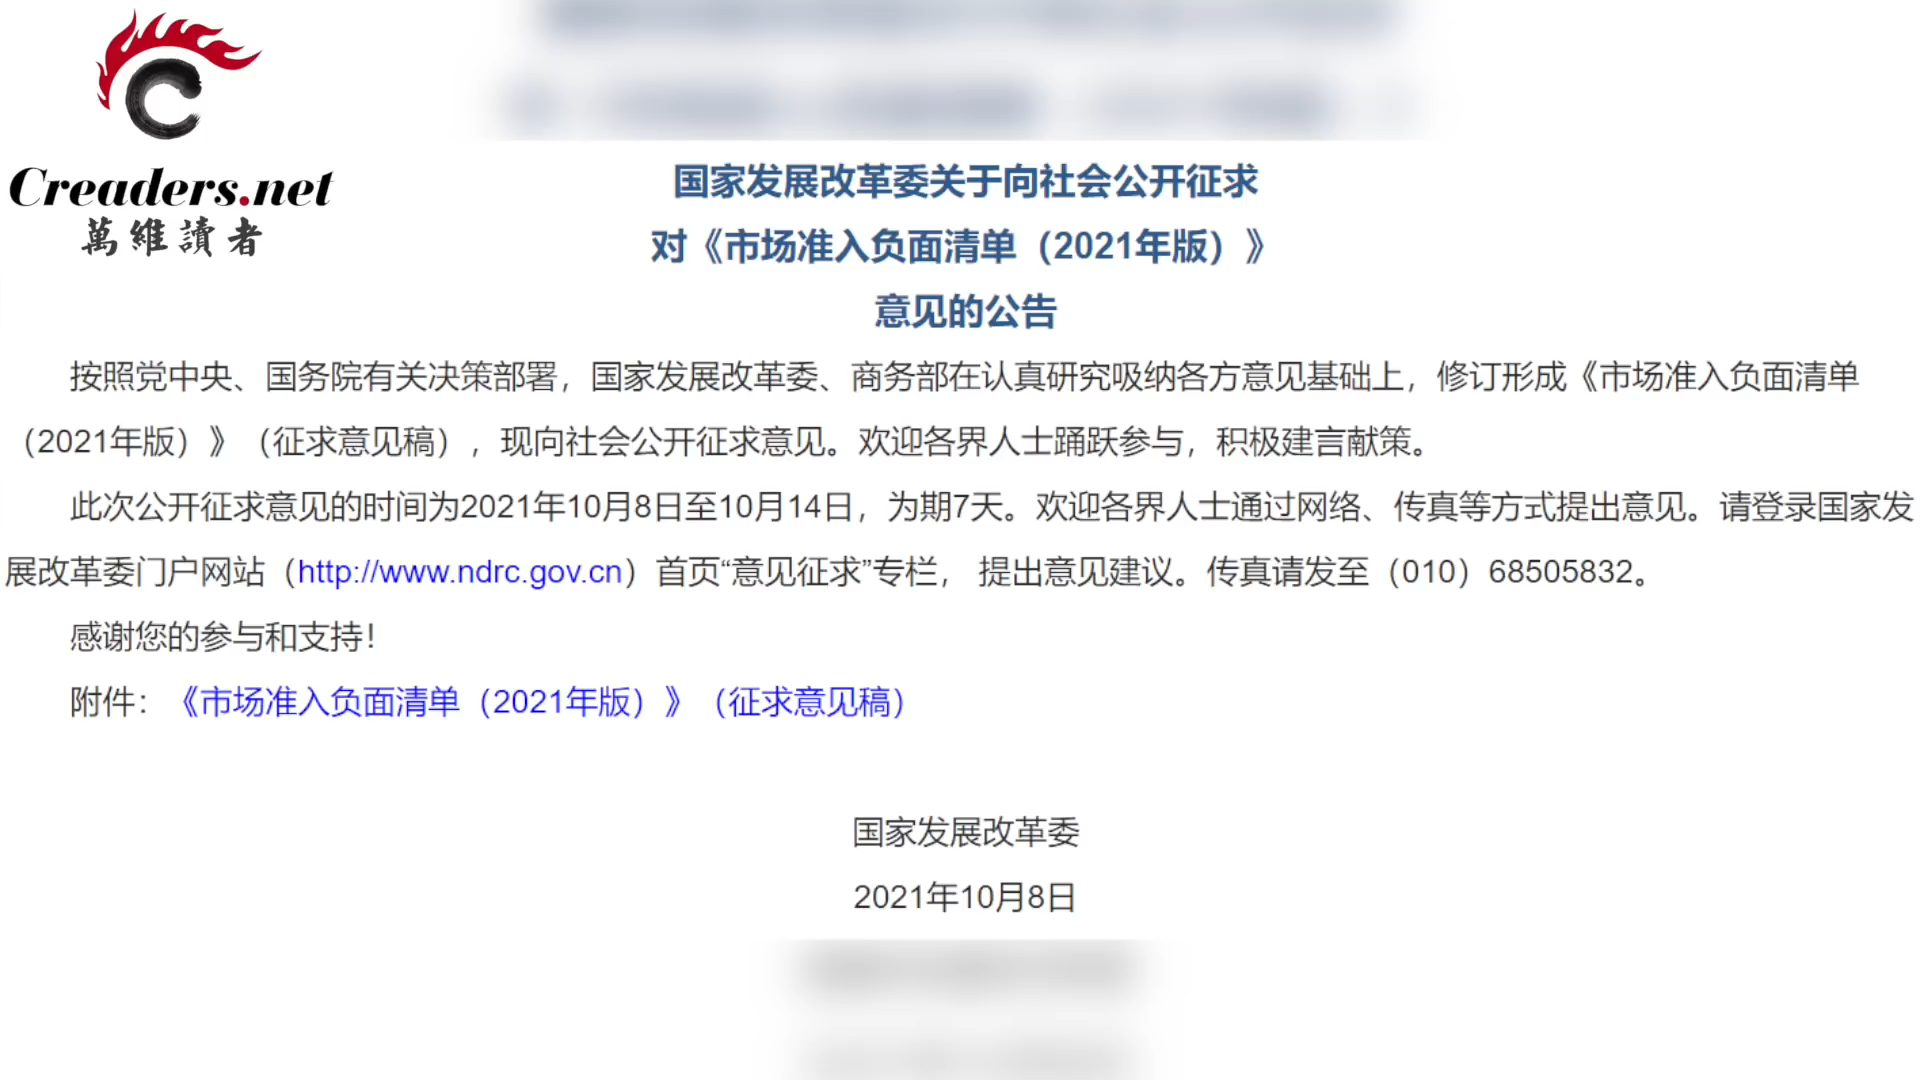 Creaders.net
萬維讀者
国家发展改革委关于向社会公开征求
对《市场准入负面清单（2021年版）》
意见的公告
按照党中央、国务院有关决策部署，国家发展改革委、商务部在认真研究吸纳各方意见基础上，修订形成《市场准入负面清单
（2021年版）》（征求意见稿），现向社会公开征求意见。欢迎各界人士踊跃参与，积极建言献策。
此次公开征求意见的时间为2021年10月8日至10月14日，为期7天。欢迎各界人士通过网络、传真等方式提出意见。请登录国家发
展改革委门户网站（http://www.ndrc.gov.cn）首页“意见征求”专栏， 提出意见建议。传真请发至（010）68505832。
感谢您的参与和支持！
附件：《市场准入负面清单（2021年版）》（征求意见稿）
国家发展改革委
2021年10月8日